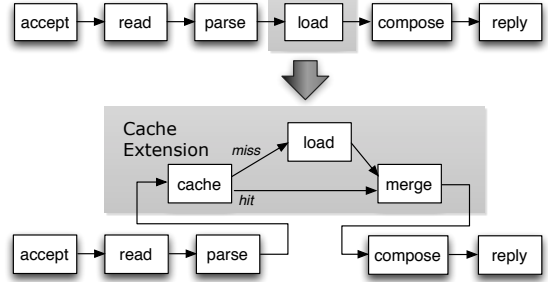 accept read parse load compose reply
Cache
Extension
miss
load
cache
merge
hit
accept read parse compose reply